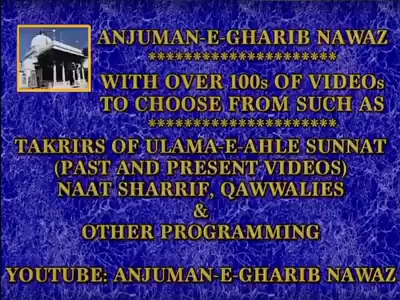 ANJUMAN-E-GHARIB NAWAZ
*********************
WITH OVER 100s OF VIDEOs
TO CHOOSE FROM SUCH AS
*********************
TAKRIRS OF ULAMA-E-AHLE SUNNAT
(PAST AND PRESENT VIDEOS)
NAAT SHARRIF, QAWWALIES
&
OTHER PROGRAMMING
YOUTUBE: ANJUMAN-E-GHARIB NAWAZ